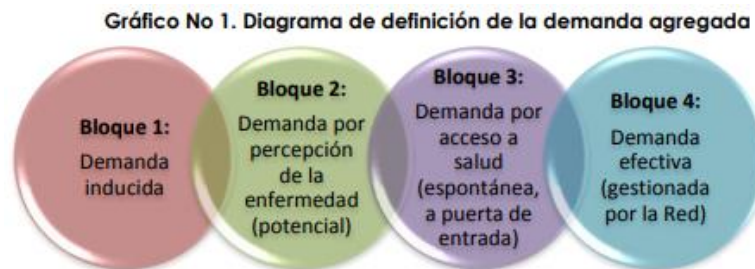 Gráfico No 1. Diagrama de definición de la demanda agregada
Bloque 1:
Demanda
inducida
Bloque 2:
Demanda por
percepción
de la
enfermedad
(potencial)
Bloque 3:
Demanda por
acceso a
salud
(espontánea,
a puerta de
entrada)
Bloque 4:
Demanda
efectiva
(gestionada
por la Red)